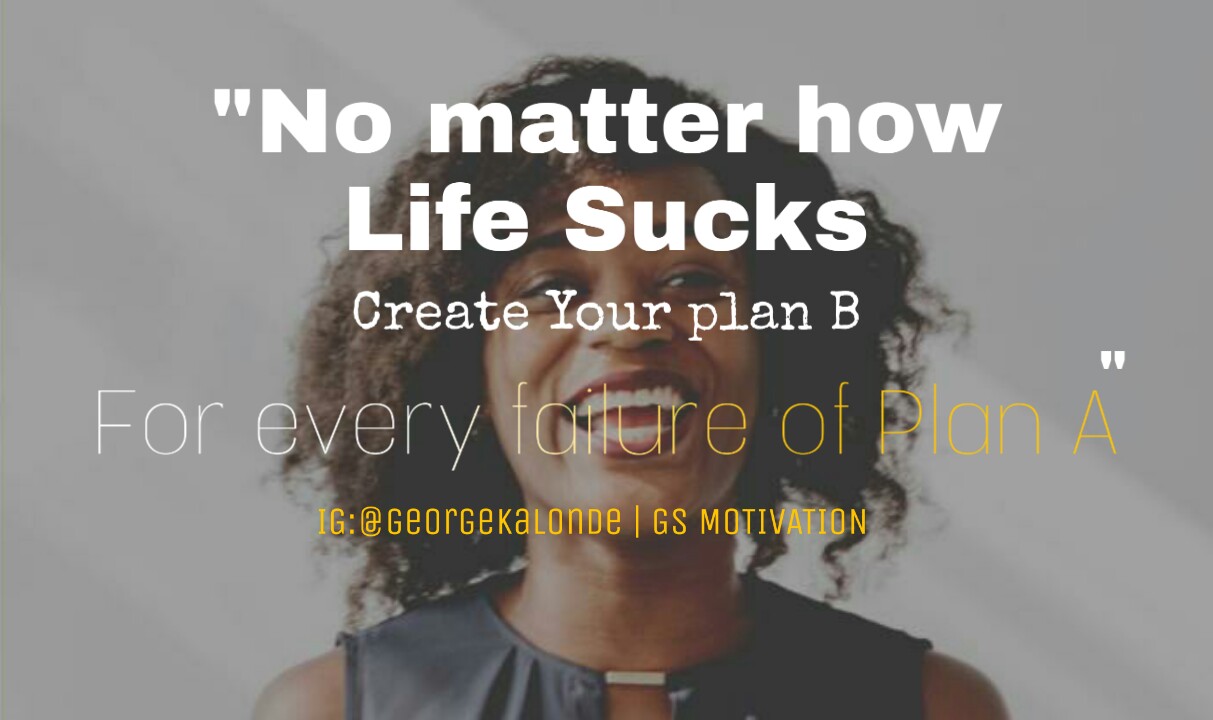 "No matter how
Life Sucks
Create Your plan B
For every failure of Plan A"
IG:@GeorgeKalonde | GS MOTIVATION